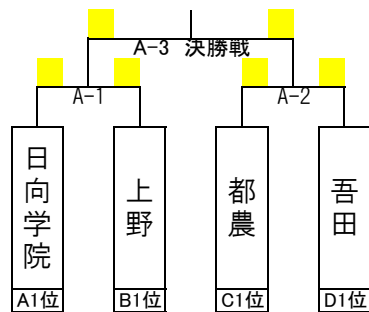 A-3 決勝戦
A-1
A-2
日向学院
上野
都農
吾田
A1位
B1位
C1位
D1位